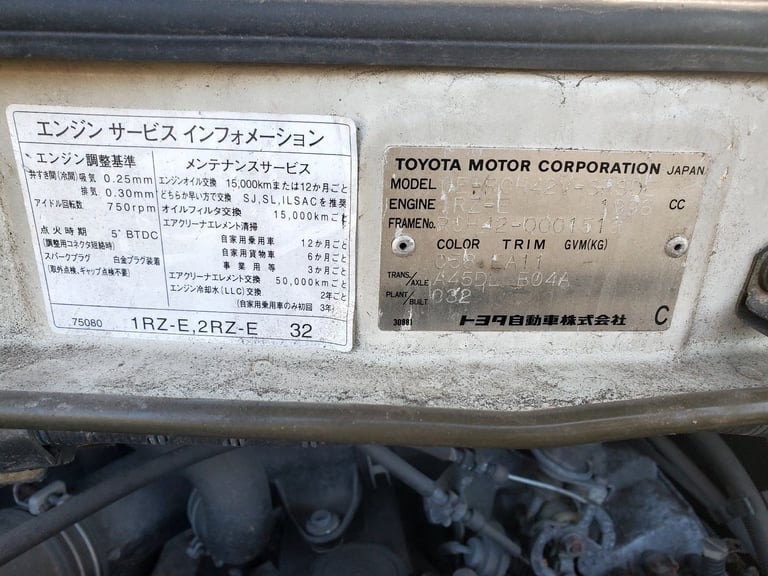 エンジン サービス インフォメーション
エンジン調整基準
弁すき間(冷間)吸気 0.25mm
排気 0.30mm
アイドル回転数 750rpm
点火時期 5°BTDC
(調整用コネクタ短絡時)
スパークプラグ 白金プラグ装着
(取外点検、ギャップ点検不要)
メンテナンスサービス
エンジンオイル交換 15,000kmまたは12か月ごと
どちらか早い方で交換 SJ,SL,ILSACを推奨
オイルフィルタ交換 15,000kmごと
エアクリーナエレメント清掃
自家用乗用車 12か月ごと
自家用貨物車 6か月ごと
事業用等 3か月ごと
エアクリーナエレメント交換 50,000kmごと
エンジン冷却水(LLC)交換 2年ごと
(自家用乗用車のみ初回 3年)
75080 1RZ-E,2RZ-E 32
TOYOTA MOTOR CORPORATION JAPAN
MODEL
ENGINE 1RZ-E CC
FRAME No.
COLOR TRIM GVM(KG)
TRANS./AXLE B04A
PLANT/BUILT 032
30881 トヨタ自動車株式会社 C